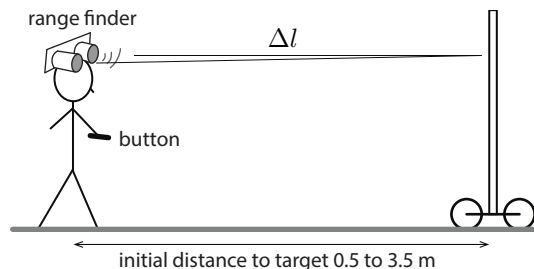 range finder
Δl
button
initial distance to target 0.5 to 3.5 m